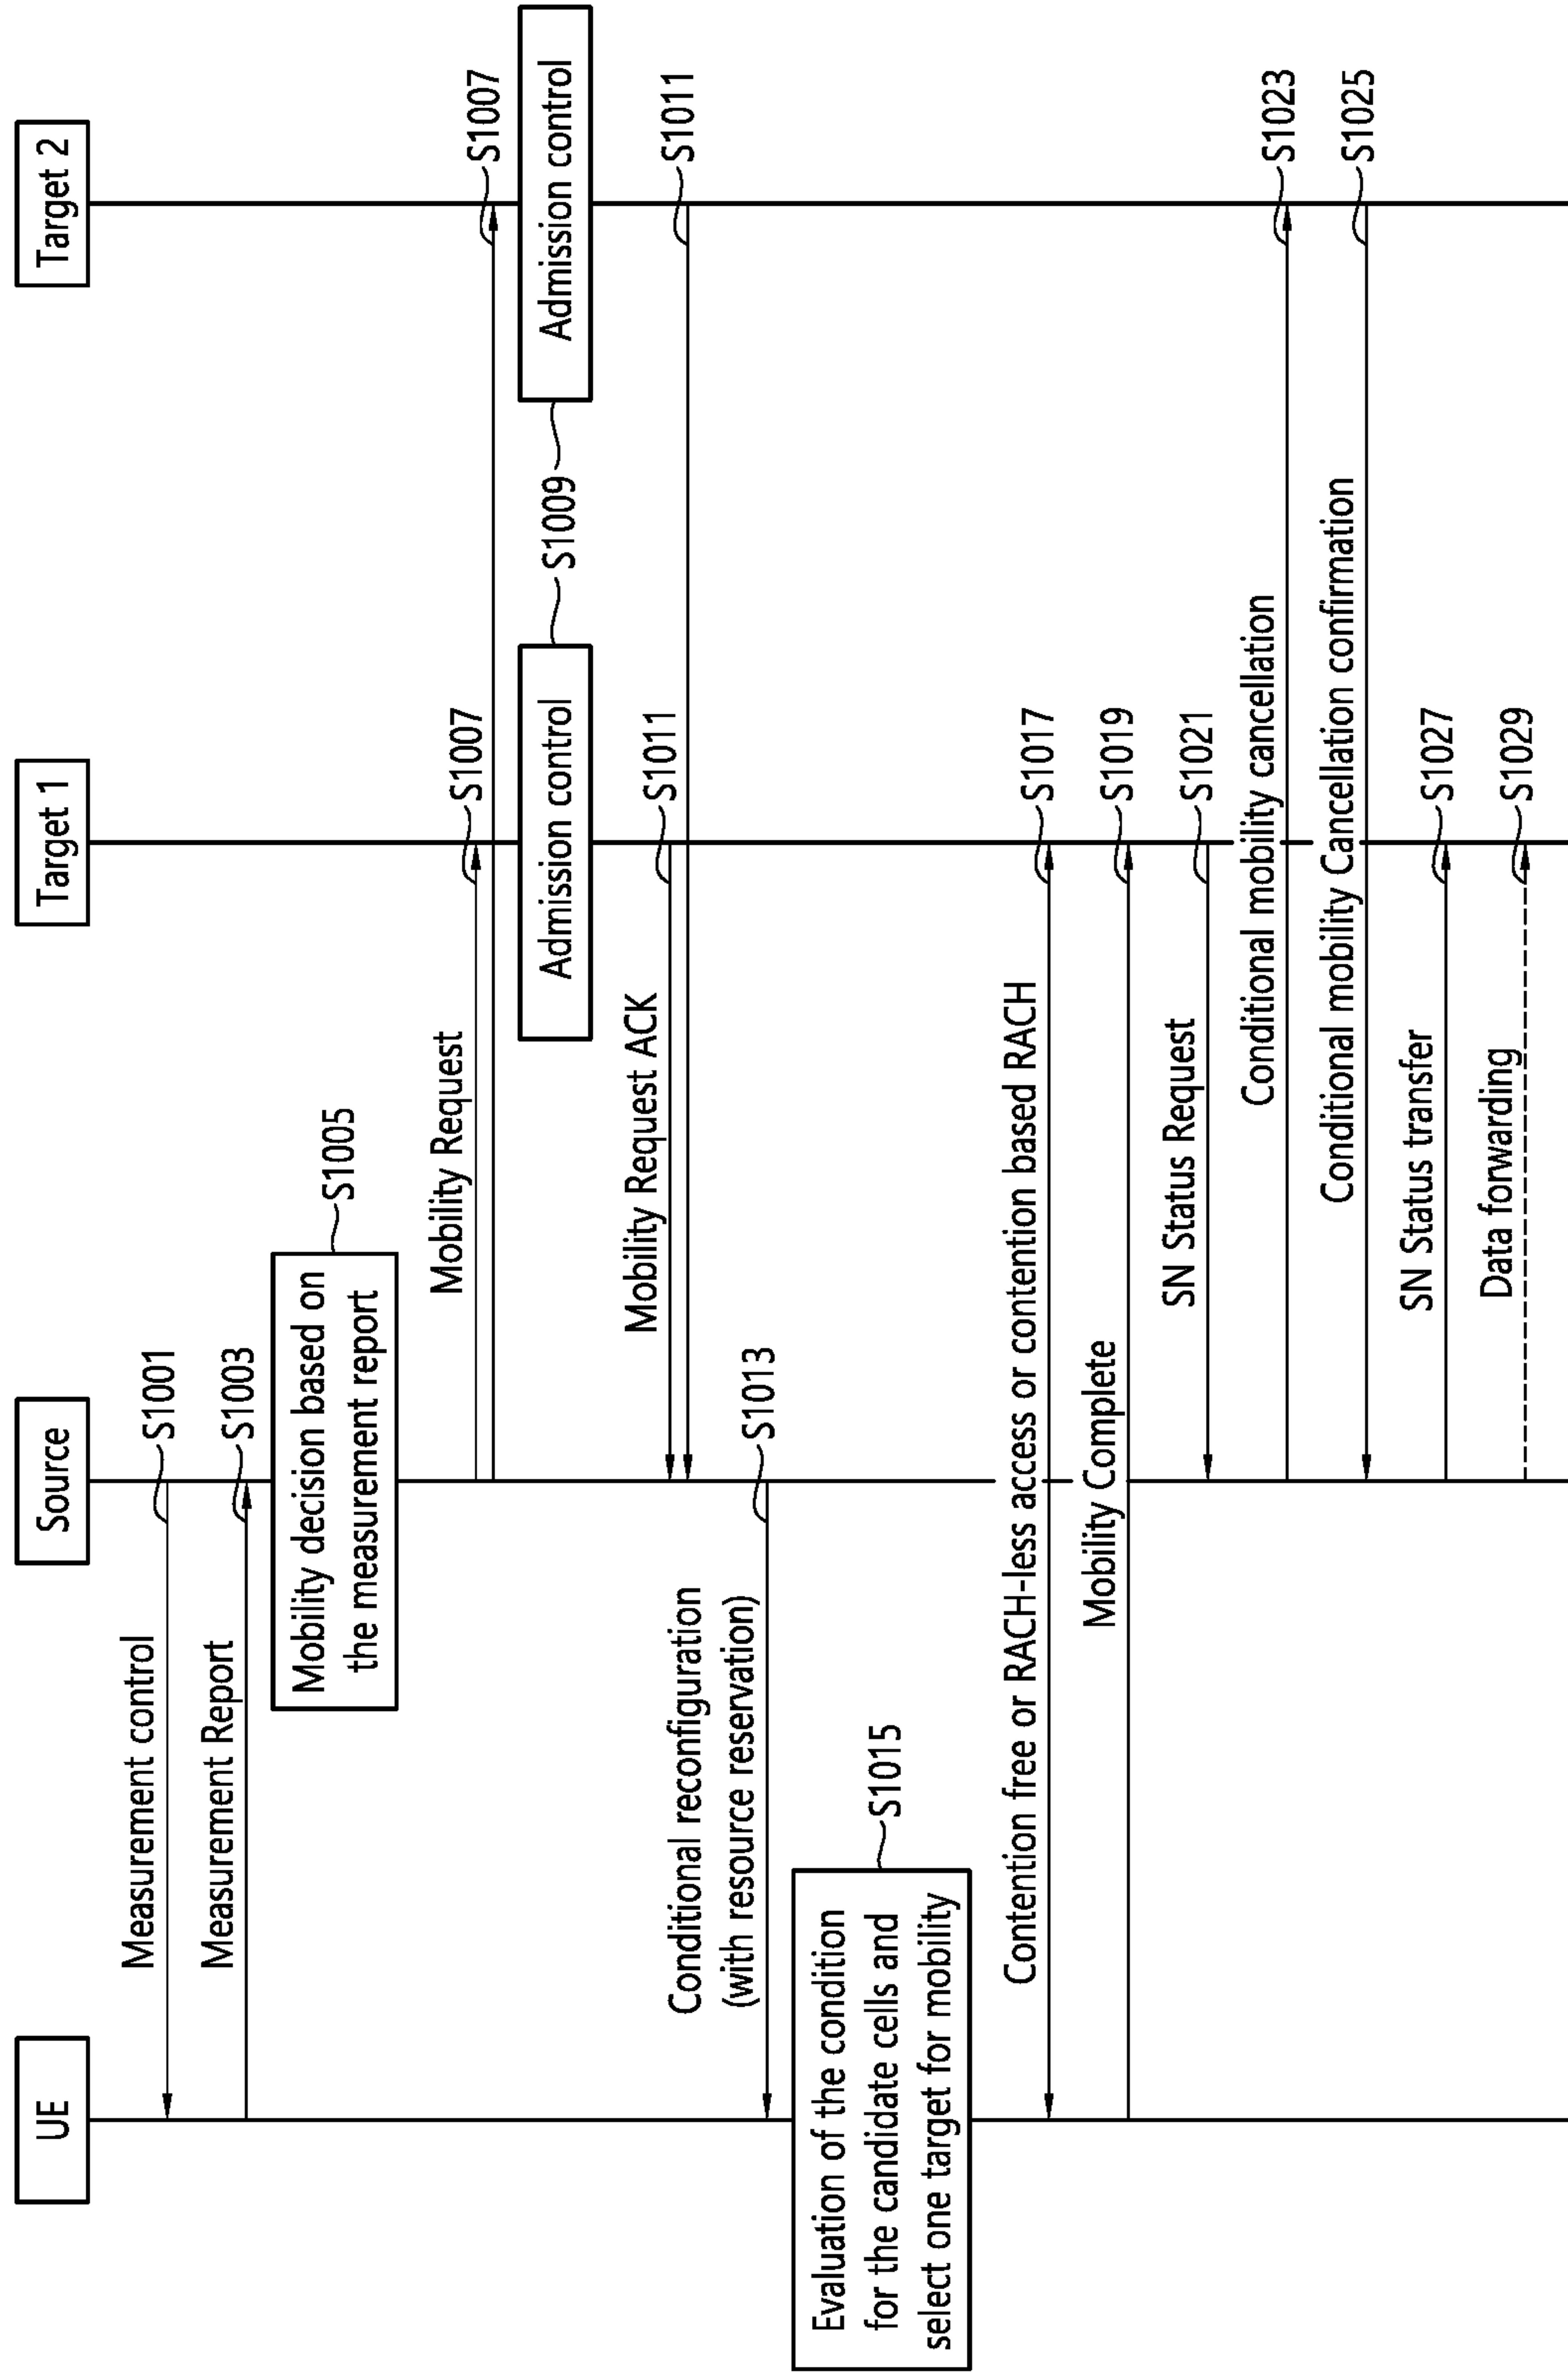 UE
Source
Target 1
Target 2
Measurement control
S1001
Measurement Report
S1003
Mobility decision based on
the measurement report
S1005
Mobility Request
S1007
S1007
Admission control
S1009
Admission control
Mobility Request ACK
S1011
S1011
Conditional reconfiguration
(with resource reservation)
S1013
Evaluation of the condition
for the candidate cells and
select one target for mobility
S1015
Contention free or RACH-less access or contention based RACH
S1017
Mobility Complete
S1019
SN Status Request
S1021
Conditional mobility cancellation
S1023
Conditional mobility Cancellation confirmation
S1025
SN Status transfer
S1027
Data forwarding
S1029